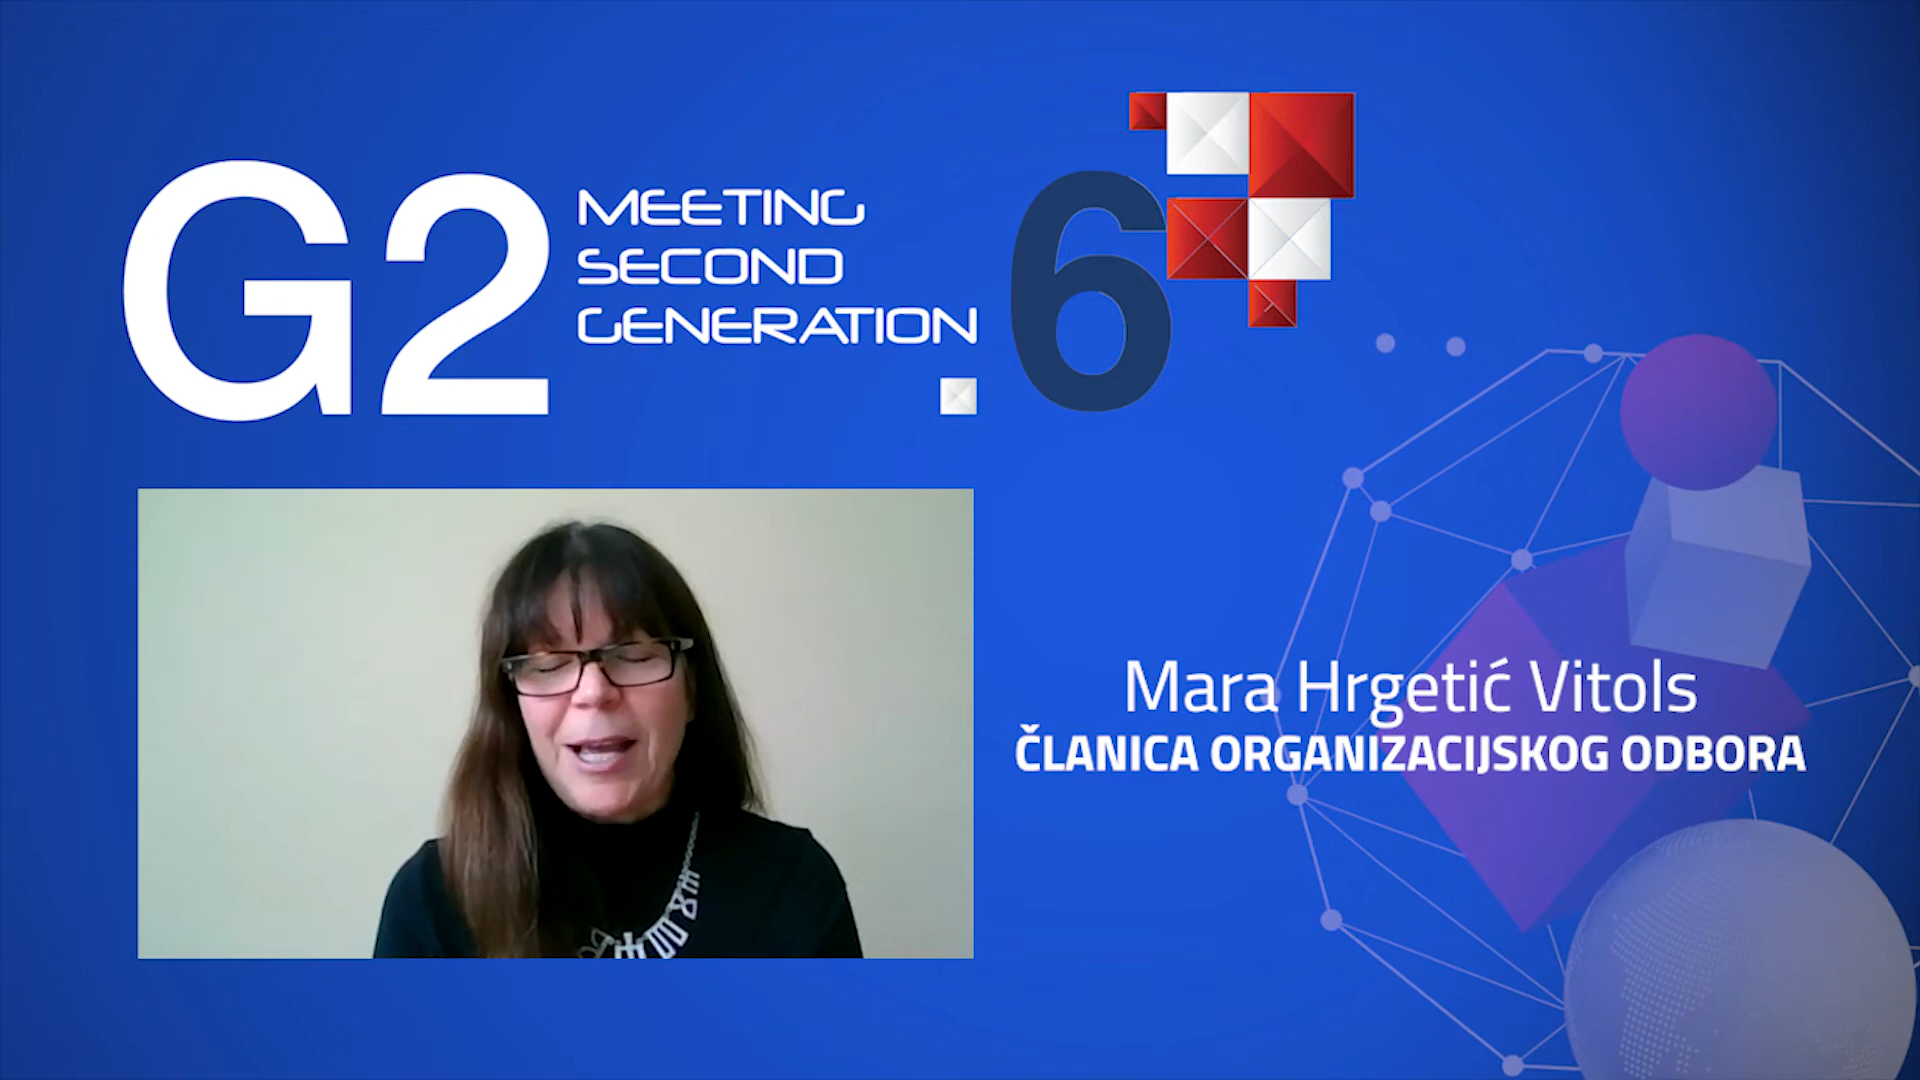 G2
MEETING
SECOND
GENERATION
.6
Mara Hrgetić Vitols
ČLANICA ORGANIZACIJSKOG ODBORA